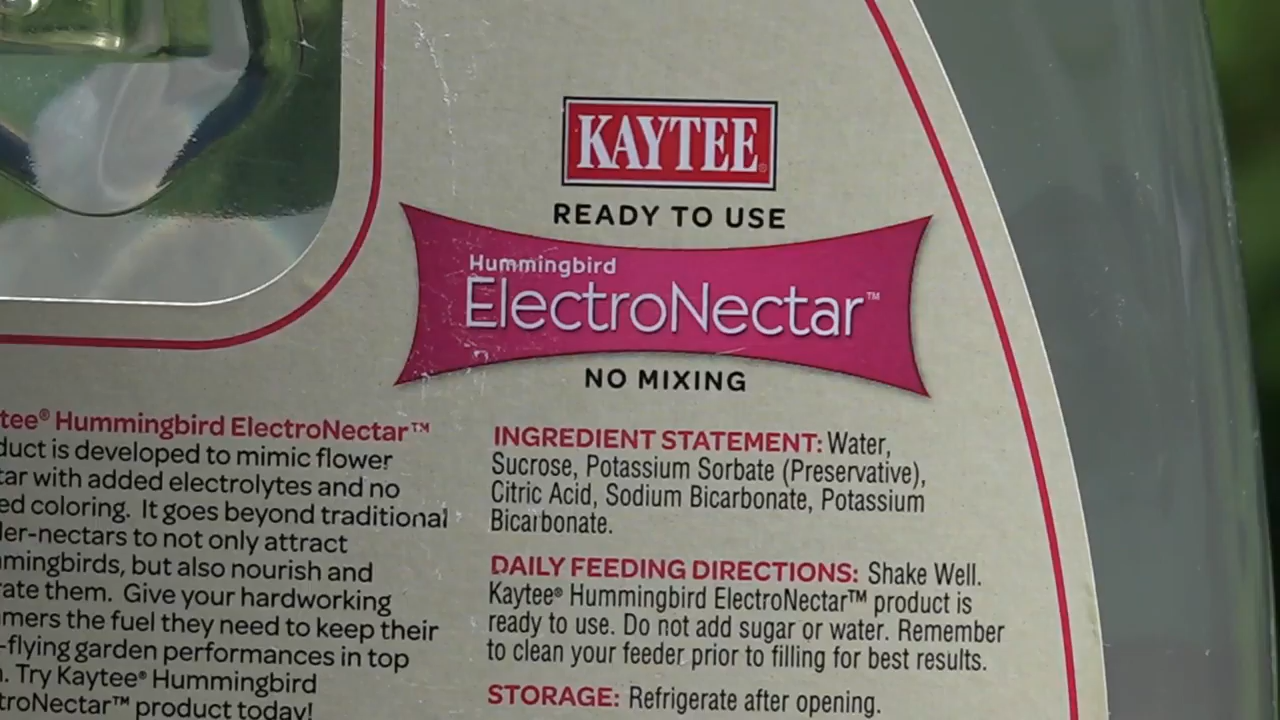 KAYTEE
READY TO USE
Hummingbird
ElectroNectar™
NO MIXING
tee® Hummingbird ElectroNectar™
duct is developed to mimic flower
tar with added electrolytes and no
ed coloring. It goes beyond traditional
der-nectars to not only attract
mmingbirds, but also nourish and
rate them. Give your hardworking
mers the fuel they need to keep their
-flying garden performances in top
. Try Kaytee® Hummingbird
troNectar™ product today!
INGREDIENT STATEMENT: Water,
Sucrose, Potassium Sorbate (Preservative),
Citric Acid, Sodium Bicarbonate, Potassium
Bicarbonate.
DAILY FEEDING DIRECTIONS: Shake Well.
Kaytee® Hummingbird ElectroNectar™ product is
ready to use. Do not add sugar or water. Remember
to clean your feeder prior to filling for best results.
STORAGE: Refrigerate after opening.